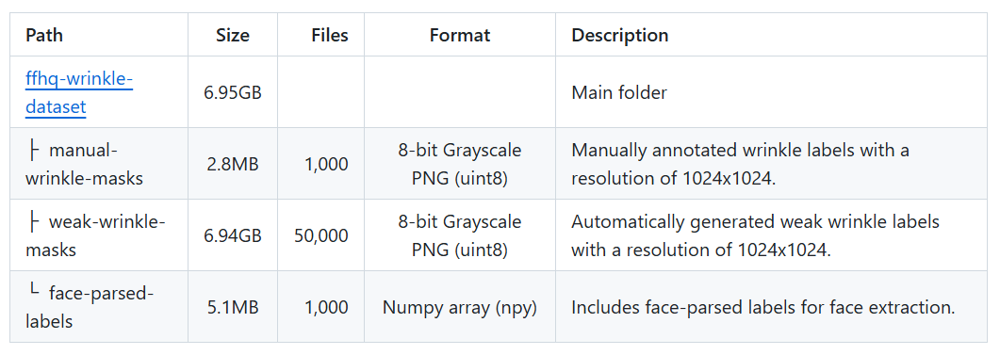 Path Size Files Format Description
ffhq-wrinkle-
dataset 6.95GB Main folder
├ manual-
wrinkle-masks 2.8MB 1,000 8-bit Grayscale
PNG (uint8) Manually annotated wrinkle labels with a
resolution of 1024x1024.
├ weak-wrinkle-
masks 6.94GB 50,000 8-bit Grayscale
PNG (uint8) Automatically generated weak wrinkle labels
with a resolution of 1024x1024.
└ face-parsed-
labels 5.1MB 1,000 Numpy array (npy) Includes face-parsed labels for face extraction.